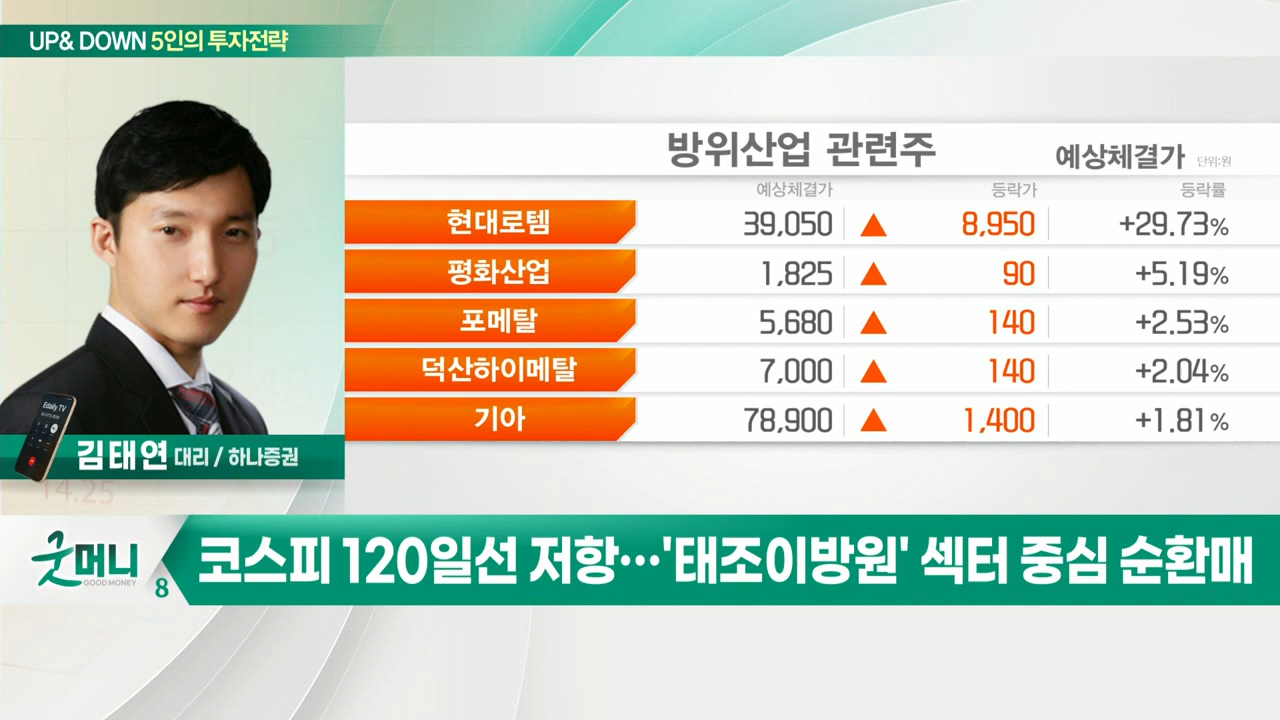 UP& DOWN 5인의 투자전략
방위산업 관련주 예상체결가 단위:원
예상체결가 등락가 등락률
현대로템 39,050 ▲ 8,950 +29.73%
평화산업 1,825 ▲ 90 +5.19%
포메탈 5,680 ▲ 140 +2.53%
덕산하이메탈 7,000 ▲ 140 +2.04%
기아 78,900 ▲ 1,400 +1.81%
Edaily TV
김태연 대리 / 하나증권
14.25
굿머니 GOOD MONEY 8
코스피 120일선 저항…'태조이방원' 섹터 중심 순환매